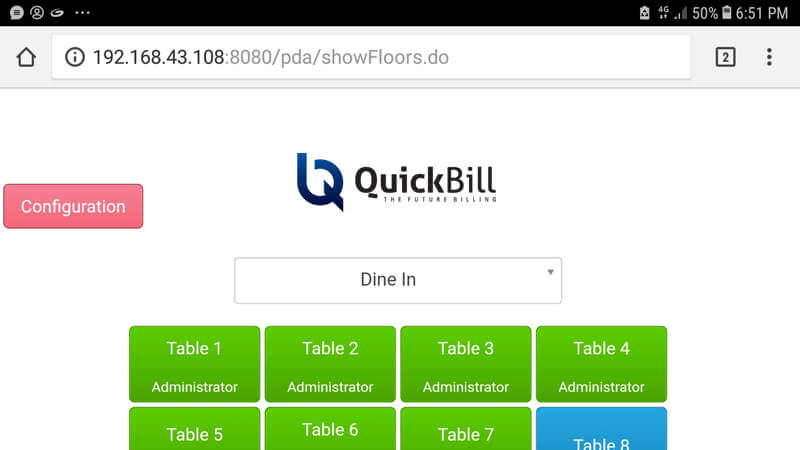 4G 50% 6:51 PM
192.168.43.108:8080/pda/showFloors.do 2
QuickBill
THE FUTURE BILLING
Configuration
Dine In
Table 1 Table 2 Table 3 Table 4
Administrator Administrator Administrator Administrator
Table 5 Table 6 Table 7 Table 8